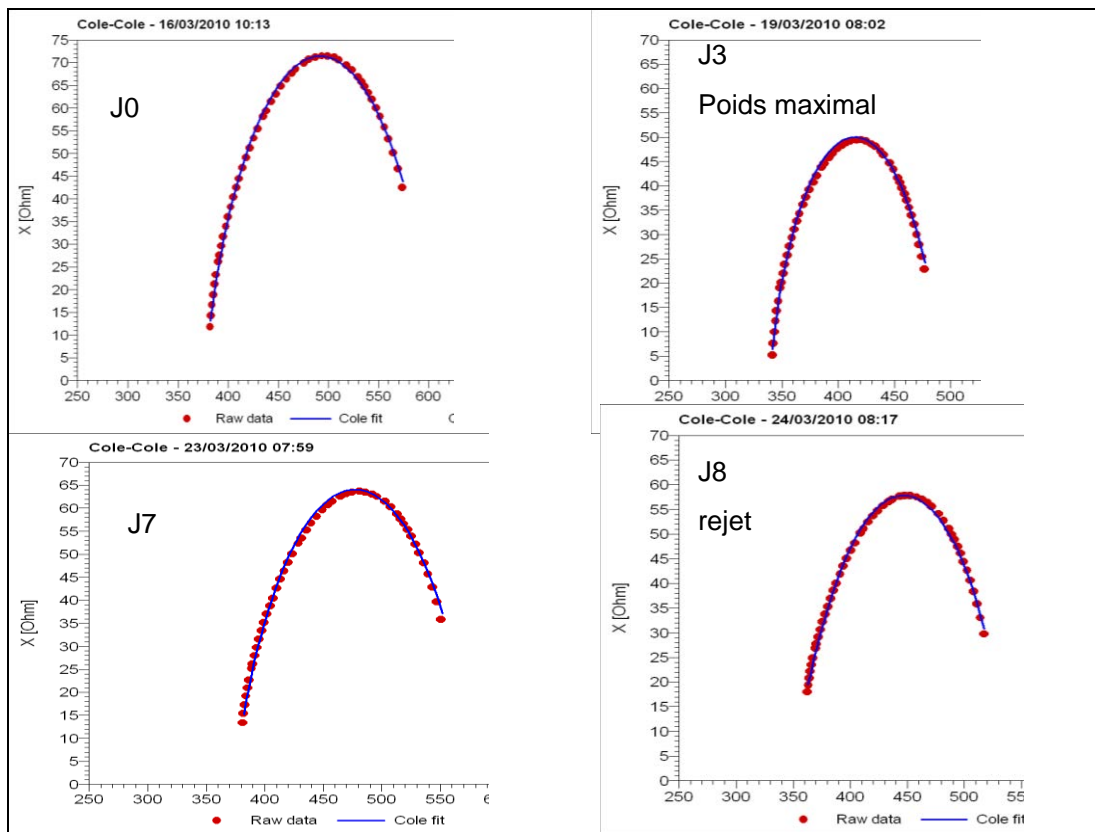 Cole-Cole - 16/03/2010 10:13
75
70
65
60
55
50
45
40
35
30
25
20
15
10
5
0
X [Ohm]
J0
250 300 350 400 450 500 550 600
Raw data Cole fit
Cole-Cole - 19/03/2010 08:02
70
65
60
55
50
45
40
35
30
25
20
15
10
5
0
X [Ohm]
J3
Poids maximal
250 300 350 400 450 500
Cole-Cole - 23/03/2010 07:59
70
65
60
55
50
45
40
35
30
25
20
15
10
5
0
X [Ohm]
J7
250 300 350 400 450 500 550
Raw data Cole fit
Cole-Cole - 24/03/2010 08:17
70
65
60
55
50
45
40
35
30
25
20
15
10
5
0
X [Ohm]
J8
rejet
250 300 350 400 450 500
Raw data Cole fit